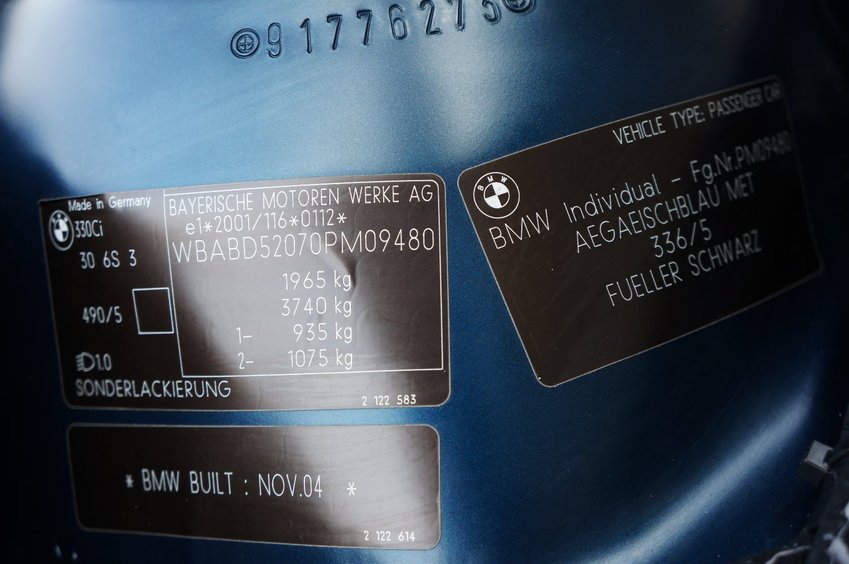 91776275
Made in Germany
330Ci
30 6S 3
490/5
1.0
SONDERLACKIERUNG
BAYERISCHE MOTOREN WERKE AG
e1*2001/116*0112*
WBABD52070PM09480
1965 kg
3740 kg
1- 935 kg
2- 1075 kg
2 122 583
* BMW BUILT : NOV.04 *
2 122 614
VEHICLE TYPE: PASSENGER CAR
BMW
BMW Individual - Fg.Nr.PM09480
AEGAEISCHBLAU MET
336/5
FUELLER SCHWARZ